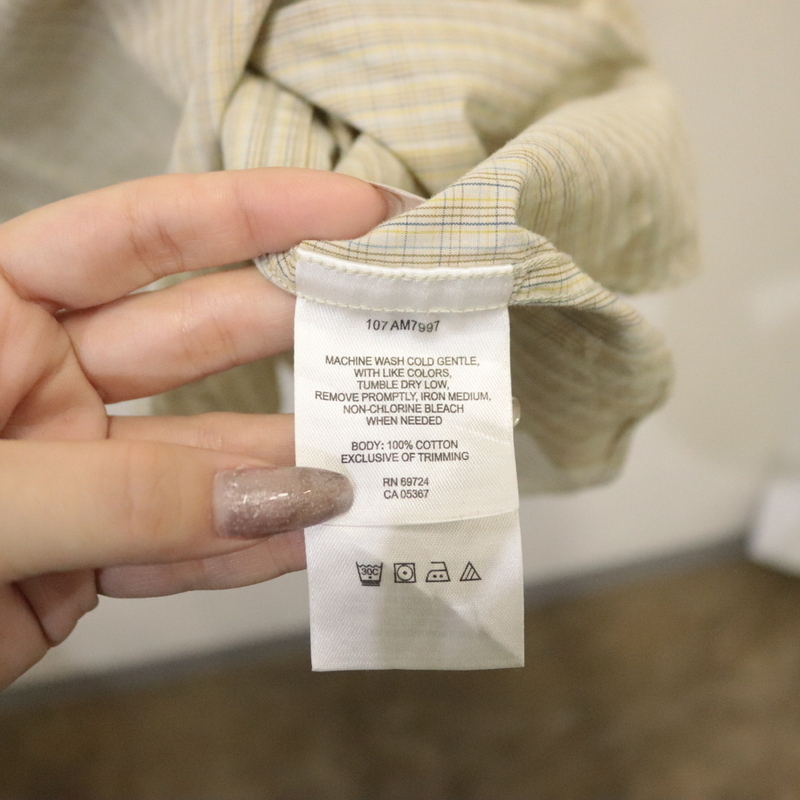 107AM7997
MACHINE WASH COLD GENTLE,
WITH LIKE COLORS,
TUMBLE DRY LOW,
REMOVE PROMPTLY, IRON MEDIUM,
NON-CHLORINE BLEACH
WHEN NEEDED
BODY: 100% COTTON
EXCLUSIVE OF TRIMMING
RN 69724
CA 05367
30C